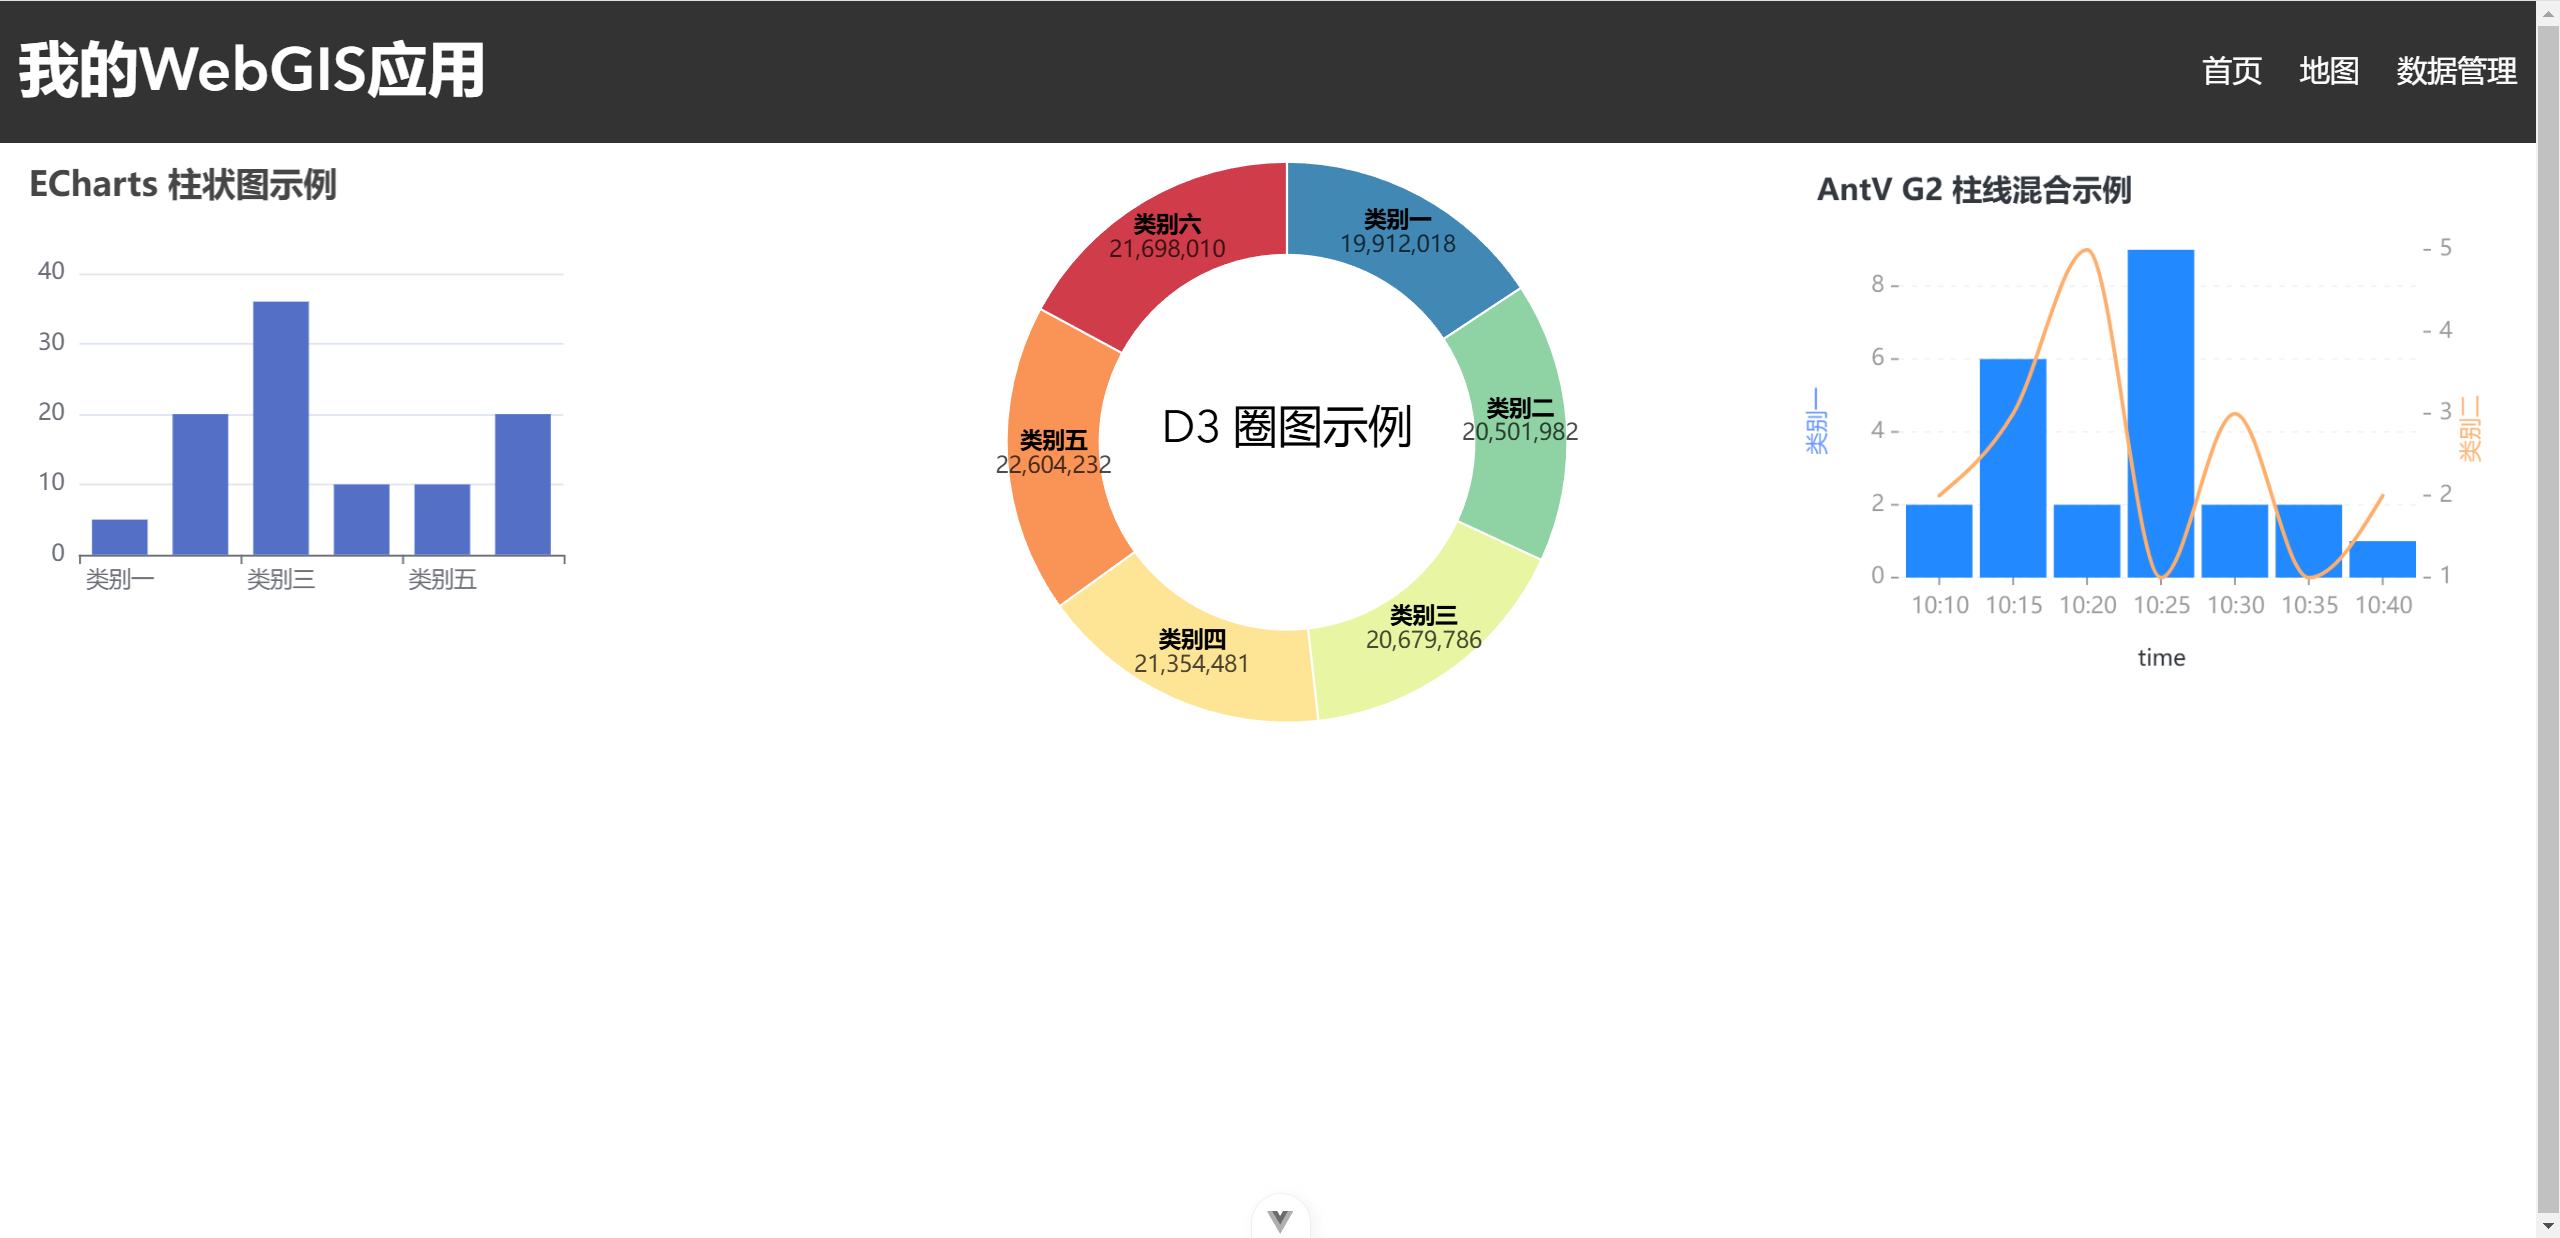 我的WebGIS应用
首页 地图 数据管理
ECharts 柱状图示例
40
30
20
10
0
类别一 类别三 类别五
D3 圈图示例
类别一
19,912,018
类别二
20,501,982
类别三
20,679,786
类别四
21,354,481
类别五
22,604,232
类别六
21,698,010
AntV G2 柱线混合示例
类别一
8
6
4
2
0
5
4
3
2
1
类别二
10:10 10:15 10:20 10:25 10:30 10:35 10:40
time